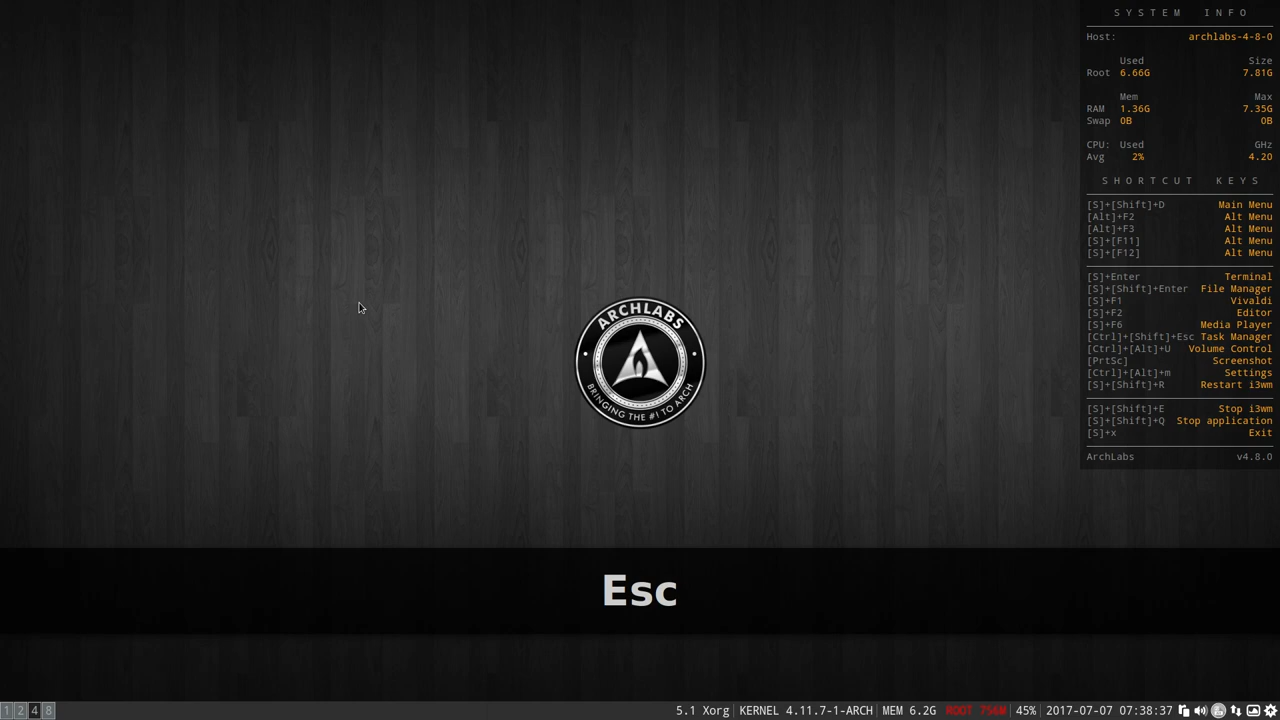 SYSTEM INFO
Host: archlabs-4-8-0
Used Size
Root 6.66G 7.81G
Mem Max
RAM 1.36G 7.35G
Swap 0B 0B
CPU: Used GHz
Avg 2% 4.20
SHORTCUT KEYS
[S]+[Shift]+D Main Menu
[Alt]+F2 Alt Menu
[Alt]+F3 Alt Menu
[S]+[F11] Alt Menu
[S]+[F12] Alt Menu
[S]+Enter Terminal
[S]+[Shift]+Enter File Manager
[S]+F1 Vivaldi
[S]+F2 Editor
[S]+F6 Media Player
[Ctrl]+[Shift]+Esc Task Manager
[Ctrl]+[Alt]+U Volume Control
[PrtSc] Screenshot
[Ctrl]+[Alt]+m Settings
[S]+[Shift]+R Restart i3wm
[S]+[Shift]+E Stop i3wm
[S]+[Shift]+Q Stop application
[S]+x Exit
ArchLabs v4.8.0
ARCHLABS
BRINGING THE #1 TO ARCH
Esc
1 2 4 8 5.1 Xorg KERNEL 4.11.7-1-ARCH MEM 6.2G ROOT 756M 45% 2017-07-07 07:38:37